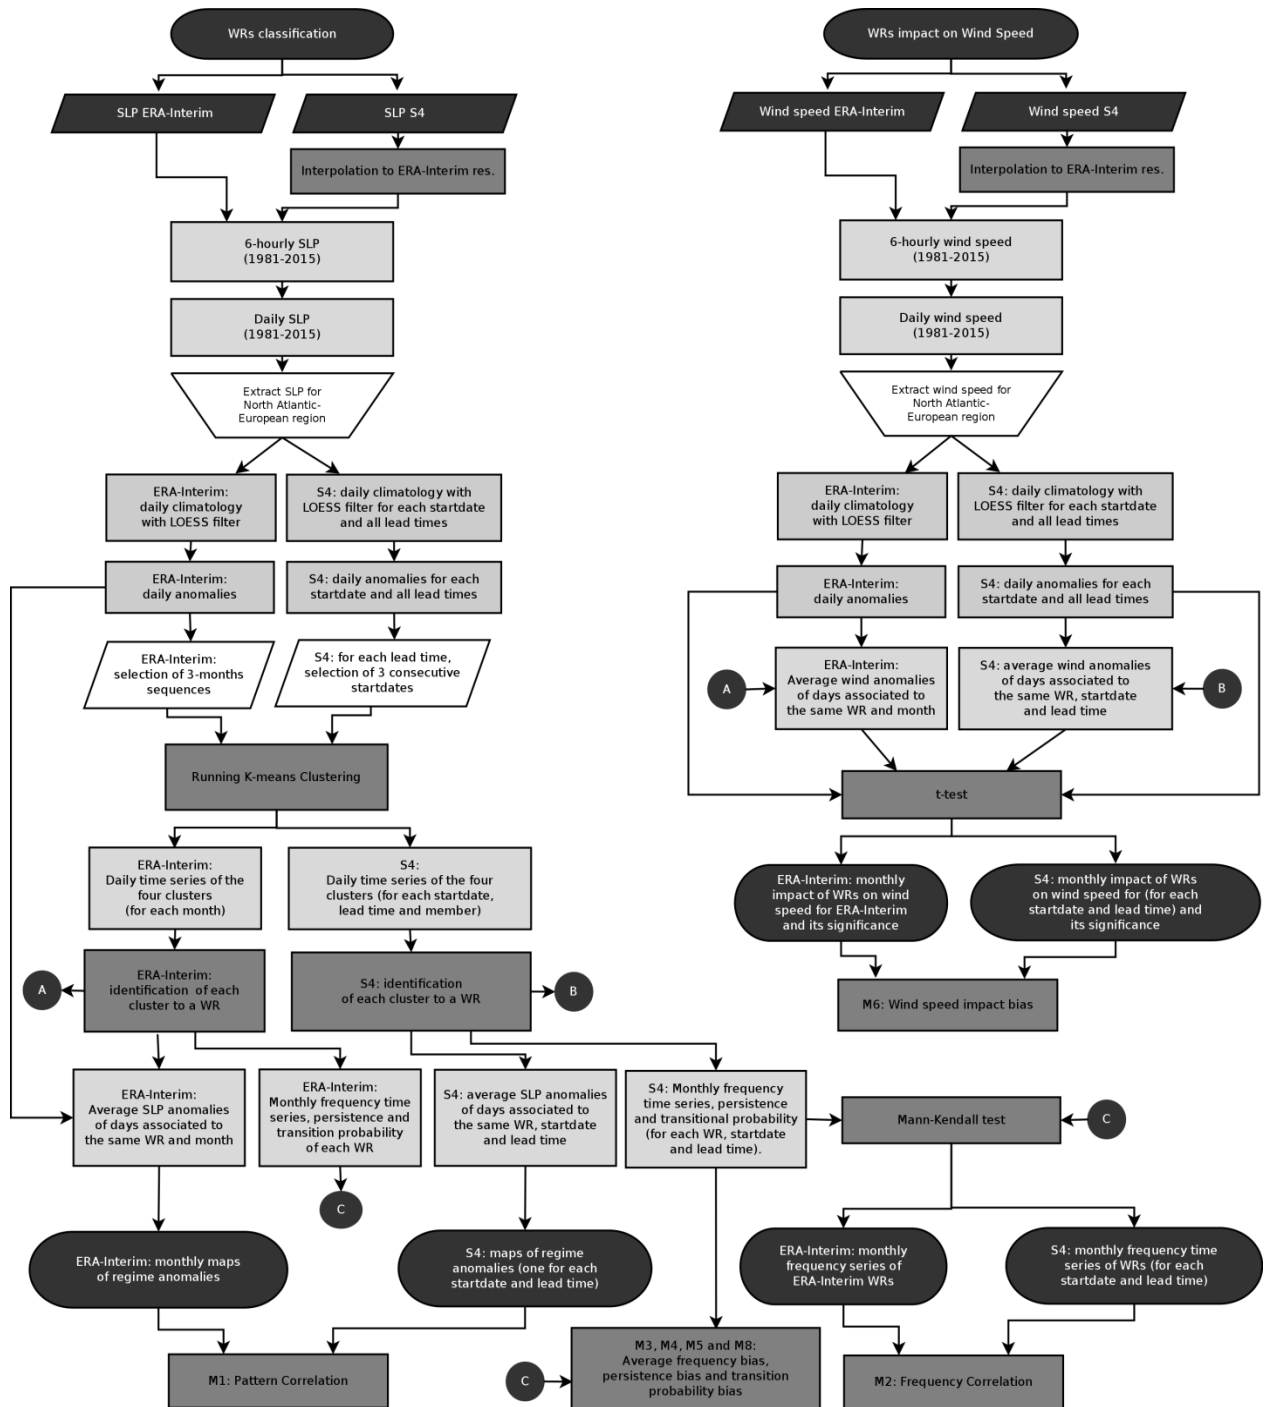 WRs classification
SLP ERA-Interim
SLP S4
Interpolation to ERA-Interim res.
6-hourly SLP
(1981-2015)
Daily SLP
(1981-2015)
Extract SLP for
North Atlantic-
European region
ERA-Interim:
daily climatology
with LOESS filter
S4: daily climatology with
LOESS filter for each startdate
and all lead times
ERA-Interim:
daily anomalies
S4: daily anomalies for each
startdate and all lead times
ERA-Interim:
selection of 3-months
sequences
S4: for each lead time,
selection of 3 consecutive
startdates
Running K-means Clustering
ERA-Interim:
Daily time series of the
four clusters
(for each month)
S4:
Daily time series of the four
clusters (for each startdate,
lead time and member)
A
ERA-Interim:
identification of each
cluster to a WR
S4: identification
of each cluster to a WR
B
ERA-Interim:
Average SLP anomalies
of days associated to
the same WR and month
ERA-Interim:
Monthly frequency time
series, persistence and
transition probability
of each WR
S4: average SLP anomalies
of days associated to
the same WR, startdate
and lead time
S4: Monthly frequency
time series, persistence
and transitional probability
(for each WR, startdate
and lead time).
C
ERA-Interim: monthly maps
of regime anomalies
S4: maps of regime
anomalies (one for each
startdate and lead time)
M1: Pattern Correlation
C
M3, M4, M5 and M8:
Average frequency bias,
persistence bias and transition
probability bias
WRs impact on Wind Speed
Wind speed ERA-Interim
Wind speed S4
Interpolation to ERA-Interim res.
6-hourly wind speed
(1981-2015)
Daily wind speed
(1981-2015)
Extract wind speed for
North Atlantic-
European region
ERA-Interim:
daily climatology
with LOESS filter
S4: daily climatology with
LOESS filter for each startdate
and all lead times
ERA-Interim:
daily anomalies
S4: daily anomalies for each
startdate and all lead times
A
ERA-Interim:
Average wind anomalies
of days associated to
the same WR and month
S4: average wind anomalies
of days associated to
the same WR, startdate
and lead time
B
t-test
ERA-Interim: monthly
impact of WRs on wind
speed for ERA-Interim
and its significance
S4: monthly impact of WRs
on wind speed for (for each
startdate and lead time) and
its significance
M6: Wind speed impact bias
Mann-Kendall test
C
ERA-Interim: monthly
frequency series of
ERA-Interim WRs
S4: monthly frequency time
series of WRs (for each
startdate and lead time)
M2: Frequency Correlation